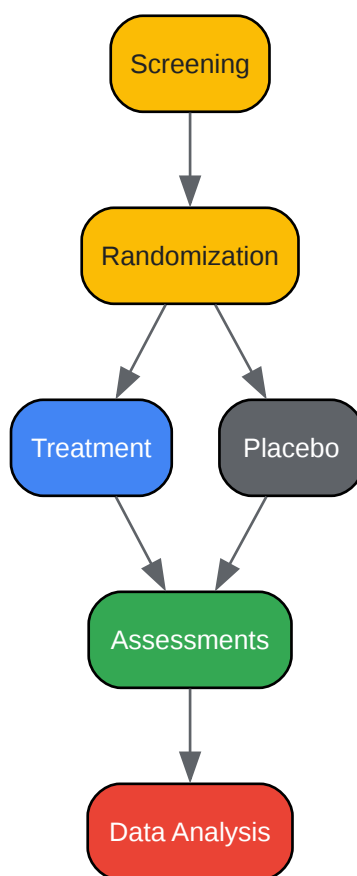 Screening
Randomization
Treatment
Placebo
Assessments
Data Analysis